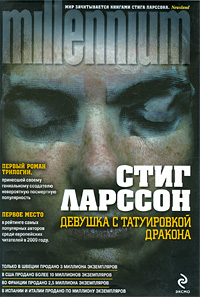 МИР ЗАЧИТЫВАЕТСЯ КНИГАМИ СТИГА ЛАРССОНА. Newsland
millennium
ПЕРВЫЙ РОМАН
ТРИЛОГИИ,
ПРИНЕСШЕЙ СВОЕМУ
ГЕНИАЛЬНОМУ СОЗДАТЕЛЮ
НЕВЕРОЯТНУЮ ПОСМЕРТНУЮ
ПОПУЛЯРНОСТЬ
ПЕРВОЕ МЕСТО
В РЕЙТИНГЕ САМЫХ
ПОПУЛЯРНЫХ АВТОРОВ
СРЕДИ ЕВРОПЕЙСКИХ
ЧИТАТЕЛЕЙ В 2009 ГОДУ.
СТИГ
ЛАРССОН
ДЕВУШКА С ТАТУИРОВКОЙ
ДРАКОНА
ТОЛЬКО В ШВЕЦИИ ПРОДАНО 3 МИЛЛИОНА ЭКЗЕМПЛЯРОВ
В США ПРОДАНО БОЛЕЕ 10 МИЛЛИОНОВ ЭКЗЕМПЛЯРОВ
ВО ФРАНЦИИ ПРОДАНО 2,5 МИЛЛИОНА ЭКЗЕМПЛЯРОВ
В ИСПАНИИ И ИТАЛИИ ПРОДАНО ПО МИЛЛИОНУ ЭКЗЕМПЛЯРОВ
ЭКСМО